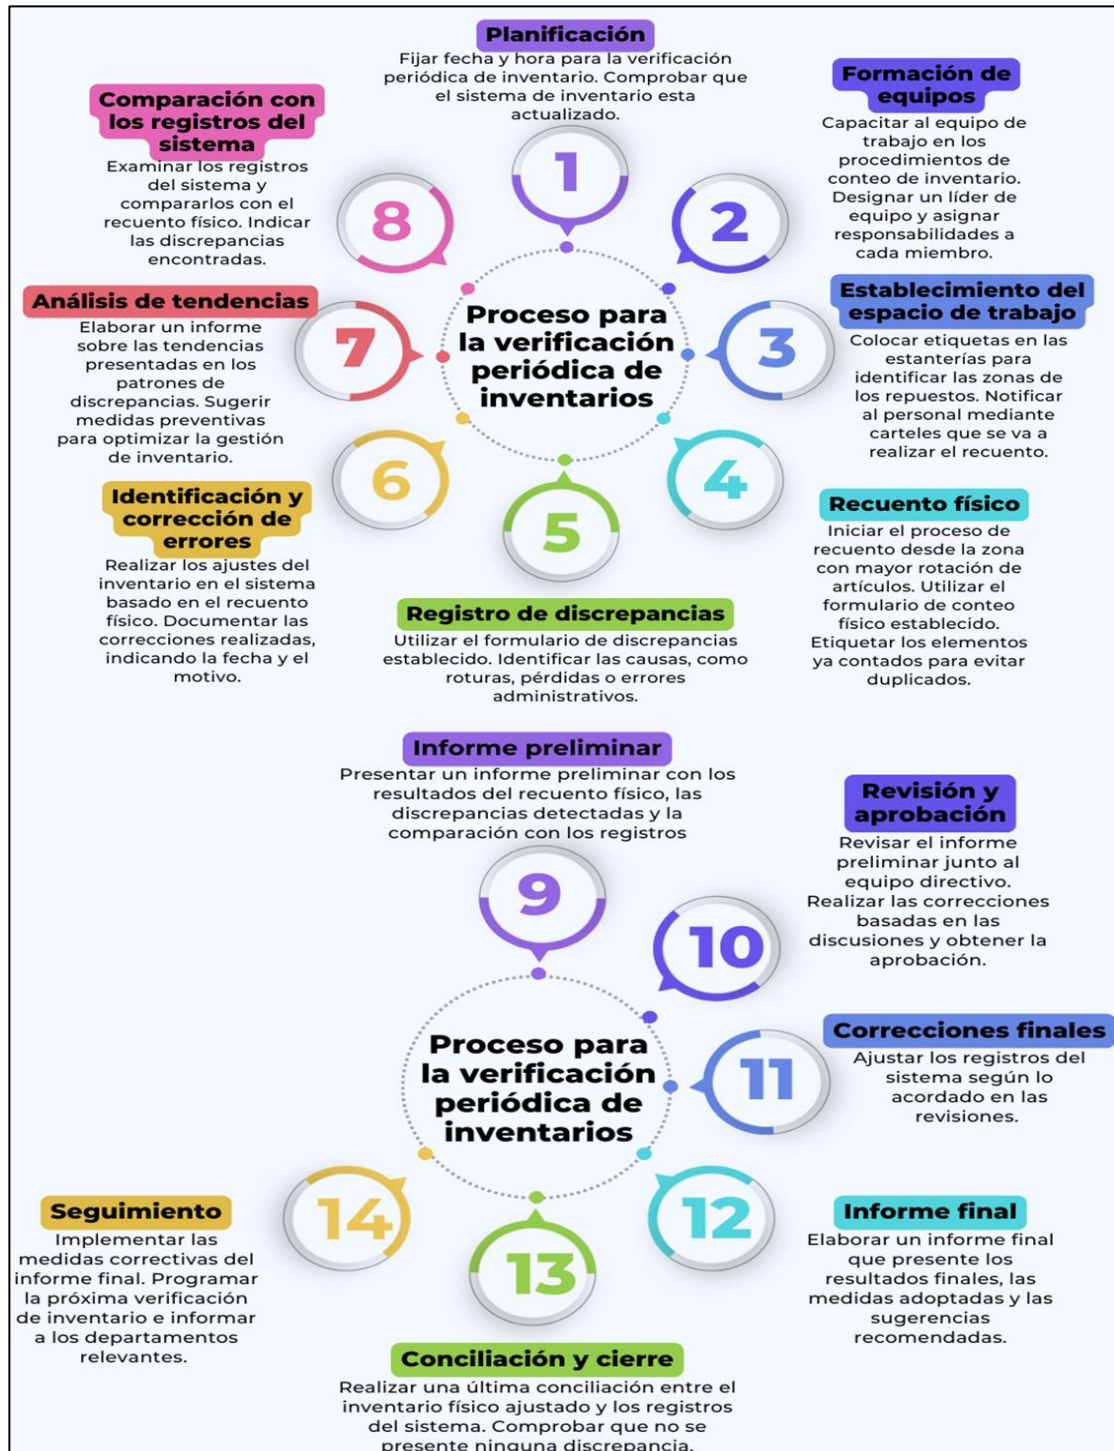 Planificación
Fijar fecha y hora para la verificación
periódica de inventario. Comprobar que
el sistema de inventario esta
actualizado.
1
Formación de
equipos
Capacitar al equipo de
trabajo en los
procedimientos de
conteo de inventario.
Designar un líder de
equipo y asignar
responsabilidades a
cada miembro.
2
Establecimiento del
espacio de trabajo
Colocar etiquetas en las
estanterías para
identificar las zonas de
los repuestos. Notificar
al personal mediante
carteles que se va a
realizar el recuento.
3
Recuento físico
Iniciar el proceso de
recuento desde la zona
con mayor rotación de
artículos. Utilizar el
formulario de conteo
físico establecido.
Etiquetar los elementos
ya contados para evitar
duplicados.
4
Registro de discrepancias
Utilizar el formulario de discrepancias
establecido. Identificar las causas, como
roturas, pérdidas o errores
administrativos.
5
Identificación y
corrección de
errores
Realizar los ajustes del
inventario en el sistema
basado en el recuento
físico. Documentar las
correcciones realizadas,
indicando la fecha y el
motivo.
6
Análisis de tendencias
Elaborar un informe
sobre las tendencias
presentadas en los
patrones de
discrepancias. Sugerir
medidas preventivas
para optimizar la gestión
de inventario.
7
Comparación con
los registros del
sistema
Examinar los registros
del sistema y
compararlos con el
recuento físico. Indicar
las discrepancias
encontradas.
8
Proceso para
la verificación
periódica de
inventarios
Informe preliminar
Presentar un informe preliminar con los
resultados del recuento físico, las
discrepancias detectadas y la
comparación con los registros
9
Revisión y
aprobación
Revisar el informe
preliminar junto al
equipo directivo.
Realizar las correcciones
basadas en las
discusiones y obtener la
aprobación.
10
Correcciones finales
Ajustar los registros del
sistema según lo
acordado en las
revisiones.
11
Informe final
Elaborar un informe final
que presente los
resultados finales, las
medidas adoptadas y las
sugerencias
recomendadas.
12
Conciliación y cierre
Realizar una última conciliación entre el
inventario físico ajustado y los registros
del sistema. Comprobar que no se
presente ninguna discrepancia.
13
Seguimiento
Implementar las
medidas correctivas del
informe final. Programar
la próxima verificación
de inventario e informar
a los departamentos
relevantes.
14
Proceso para
la verificación
periódica de
inventarios